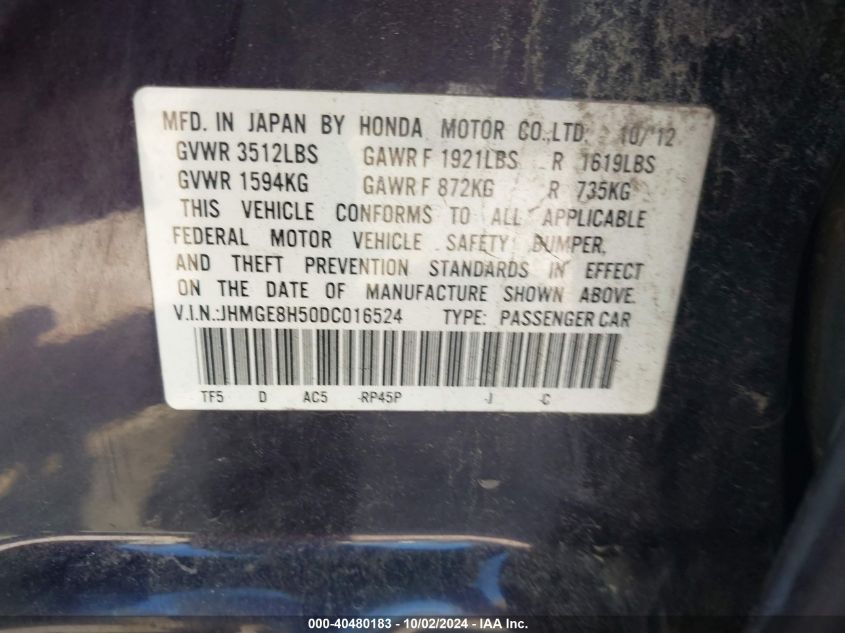 MFD. IN JAPAN BY HONDA MOTOR CO.,LTD. 10/'12
GVWR 3512LBS GAWR F 1921LBS R 1619LBS
GVWR 1594KG GAWR F 872KG R 735KG
THIS VEHICLE CONFORMS TO ALL APPLICABLE
FEDERAL MOTOR VEHICLE SAFETY, BUMPER,
AND THEFT PREVENTION STANDARDS IN EFFECT
ON THE DATE OF MANUFACTURE SHOWN ABOVE.
V.I.N.:JHMGE8H50DC016524 TYPE: PASSENGER CAR
TF5 D AC5 -RP45P -J -C
000-40480183 - 10/02/2024 - IAA Inc.